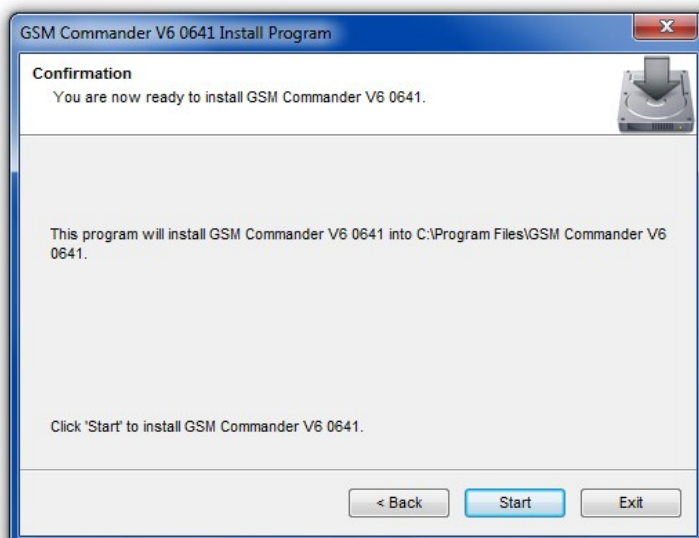 GSM Commander V6 0641 Install Program
Confirmation
You are now ready to install GSM Commander V6 0641.
This program will install GSM Commander V6 0641 into C:\Program Files\GSM Commander V6
0641.
Click 'Start' to install GSM Commander V6 0641.
< Back Start Exit